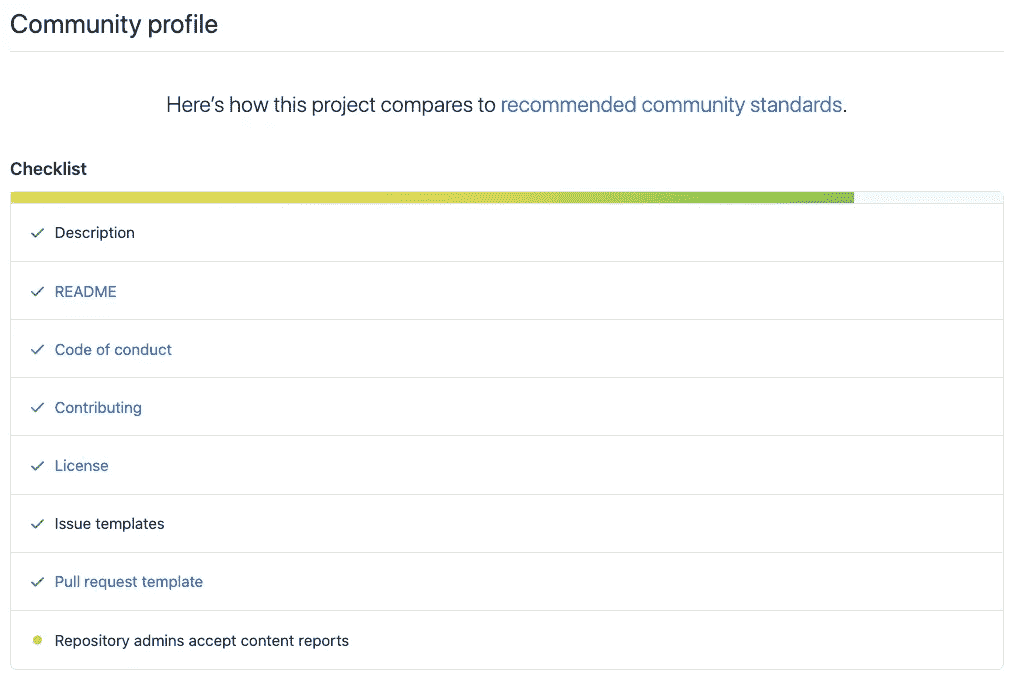 Community profile
Here’s how this project compares to recommended community standards.
Checklist
Description
README
Code of conduct
Contributing
License
Issue templates
Pull request template
Repository admins accept content reports